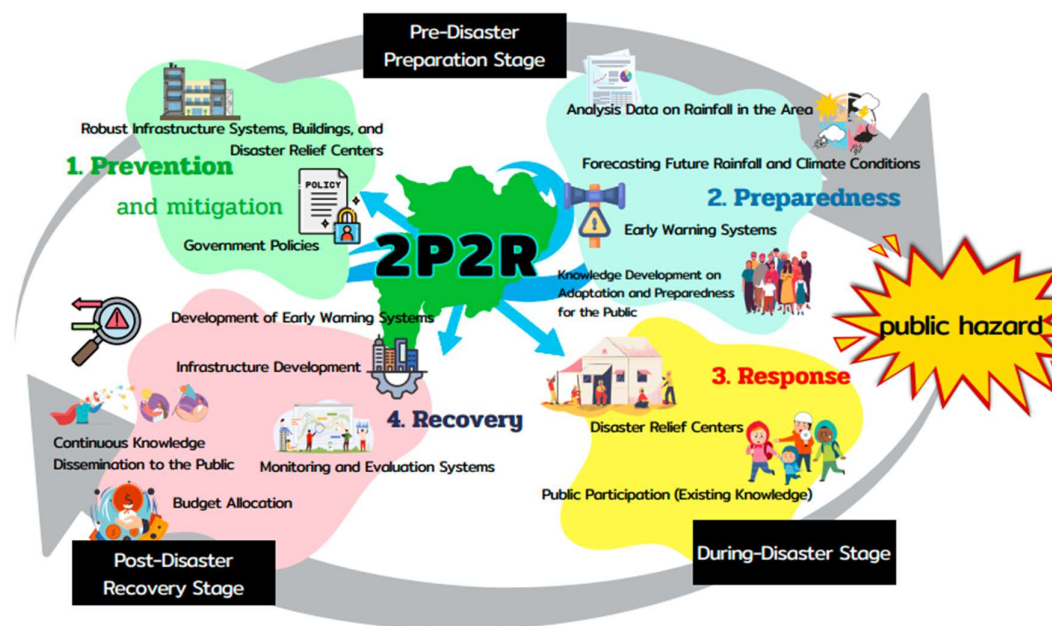 Pre-Disaster
Preparation Stage
Robust Infrastructure Systems, Buildings, and
Disaster Relief Centers
1. Prevention
and mitigation
POLICY
Government Policies
Analysis Data on Rainfall in the Area
Forecasting Future Rainfall and Climate Conditions
2. Preparedness
Early Warning Systems
Knowledge Development on
Adaptation and Preparedness
for the Public
2P2R
public hazard
Development of Early Warning Systems
Infrastructure Development
4. Recovery
Continuous Knowledge
Dissemination to the Public
Monitoring and Evaluation Systems
Budget Allocation
3. Response
Disaster Relief Centers
Public Participation (Existing Knowledge)
Post-Disaster
Recovery Stage
During-Disaster Stage